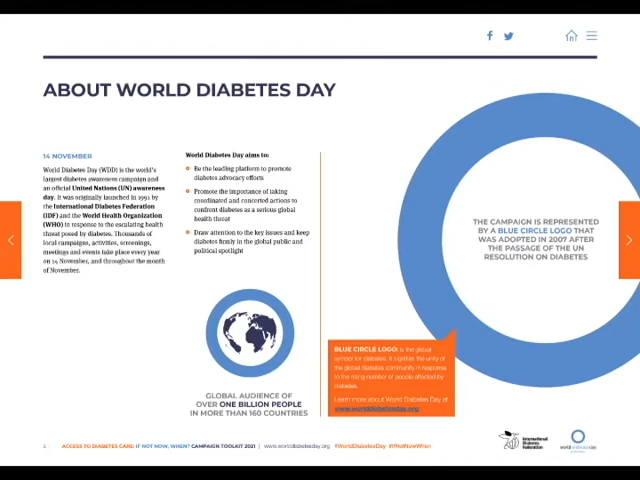 ABOUT WORLD DIABETES DAY
14 NOVEMBER
World Diabetes Day (WDD) is the world's
largest diabetes awareness campaign and
an official United Nations (UN) awareness
day. It was originally launched in 1991 by
the International Diabetes Federation
(IDF) and the World Health Organization
(WHO) in response to the escalating health
threat posed by diabetes. Thousands of
local campaigns, activities, screenings,
meetings and events take place every year
on 14 November, and throughout the month
of November.
World Diabetes Day aims to:
Be the leading platform to promote
diabetes advocacy efforts
Promote the importance of taking
coordinated and concerted actions to
confront diabetes as a serious global
health threat
Draw attention to the key issues and keep
diabetes firmly in the global public and
political spotlight
GLOBAL AUDIENCE OF
OVER ONE BILLION PEOPLE
IN MORE THAN 160 COUNTRIES
THE CAMPAIGN IS REPRESENTED
BY A BLUE CIRCLE LOGO THAT
WAS ADOPTED IN 2007 AFTER
THE PASSAGE OF THE UN
RESOLUTION ON DIABETES
BLUE CIRCLE LOGO: is the global
symbol for diabetes. It signifies the unity of
the global diabetes community in response
to the rising number of people affected by
diabetes.
Learn more about World Diabetes Day at
www.worlddiabetesday.org
ACCESS TO DIABETES CARE: IF NOT NOW, WHEN? CAMPAIGN TOOLKIT 2021 | www.worlddiabetesday.org #WorldDiabetesDay #IfNotNowWhen
International
Diabetes
Federation
world diabetes day